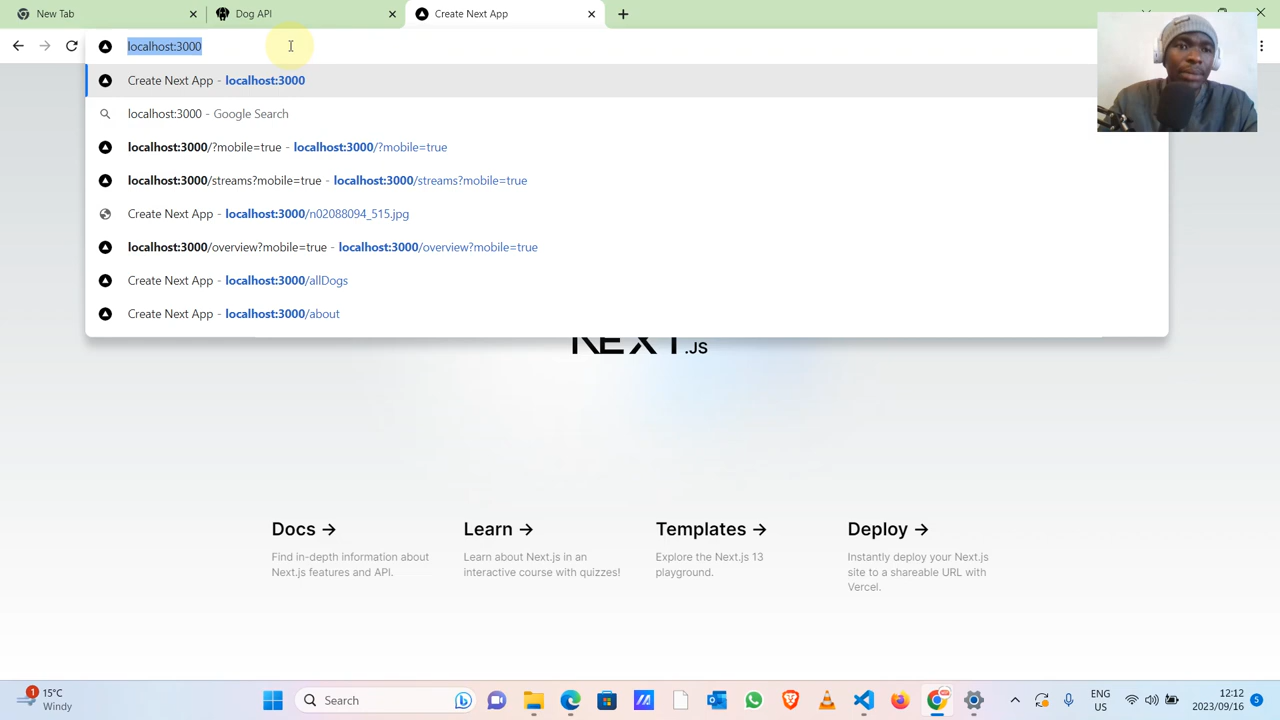 New Tab
Dog API
Create Next App
localhost:3000
Create Next App - localhost:3000
localhost:3000 - Google Search
localhost:3000/?mobile=true - localhost:3000/?mobile=true
localhost:3000/streams?mobile=true - localhost:3000/streams?mobile=true
Create Next App - localhost:3000/n02088094_515.jpg
localhost:3000/overview?mobile=true - localhost:3000/overview?mobile=true
Create Next App - localhost:3000/allDogs
Create Next App - localhost:3000/about
NEXT.JS
Docs →
Find in-depth information about
Next.js features and API.
Learn →
Learn about Next.js in an
interactive course with quizzes!
Templates →
Explore the Next.js 13
playground.
Deploy →
Instantly deploy your Next.js
site to a shareable URL with
Vercel.
1
15°C
Windy
Search
ENG
US
12:12
2023/09/16
5